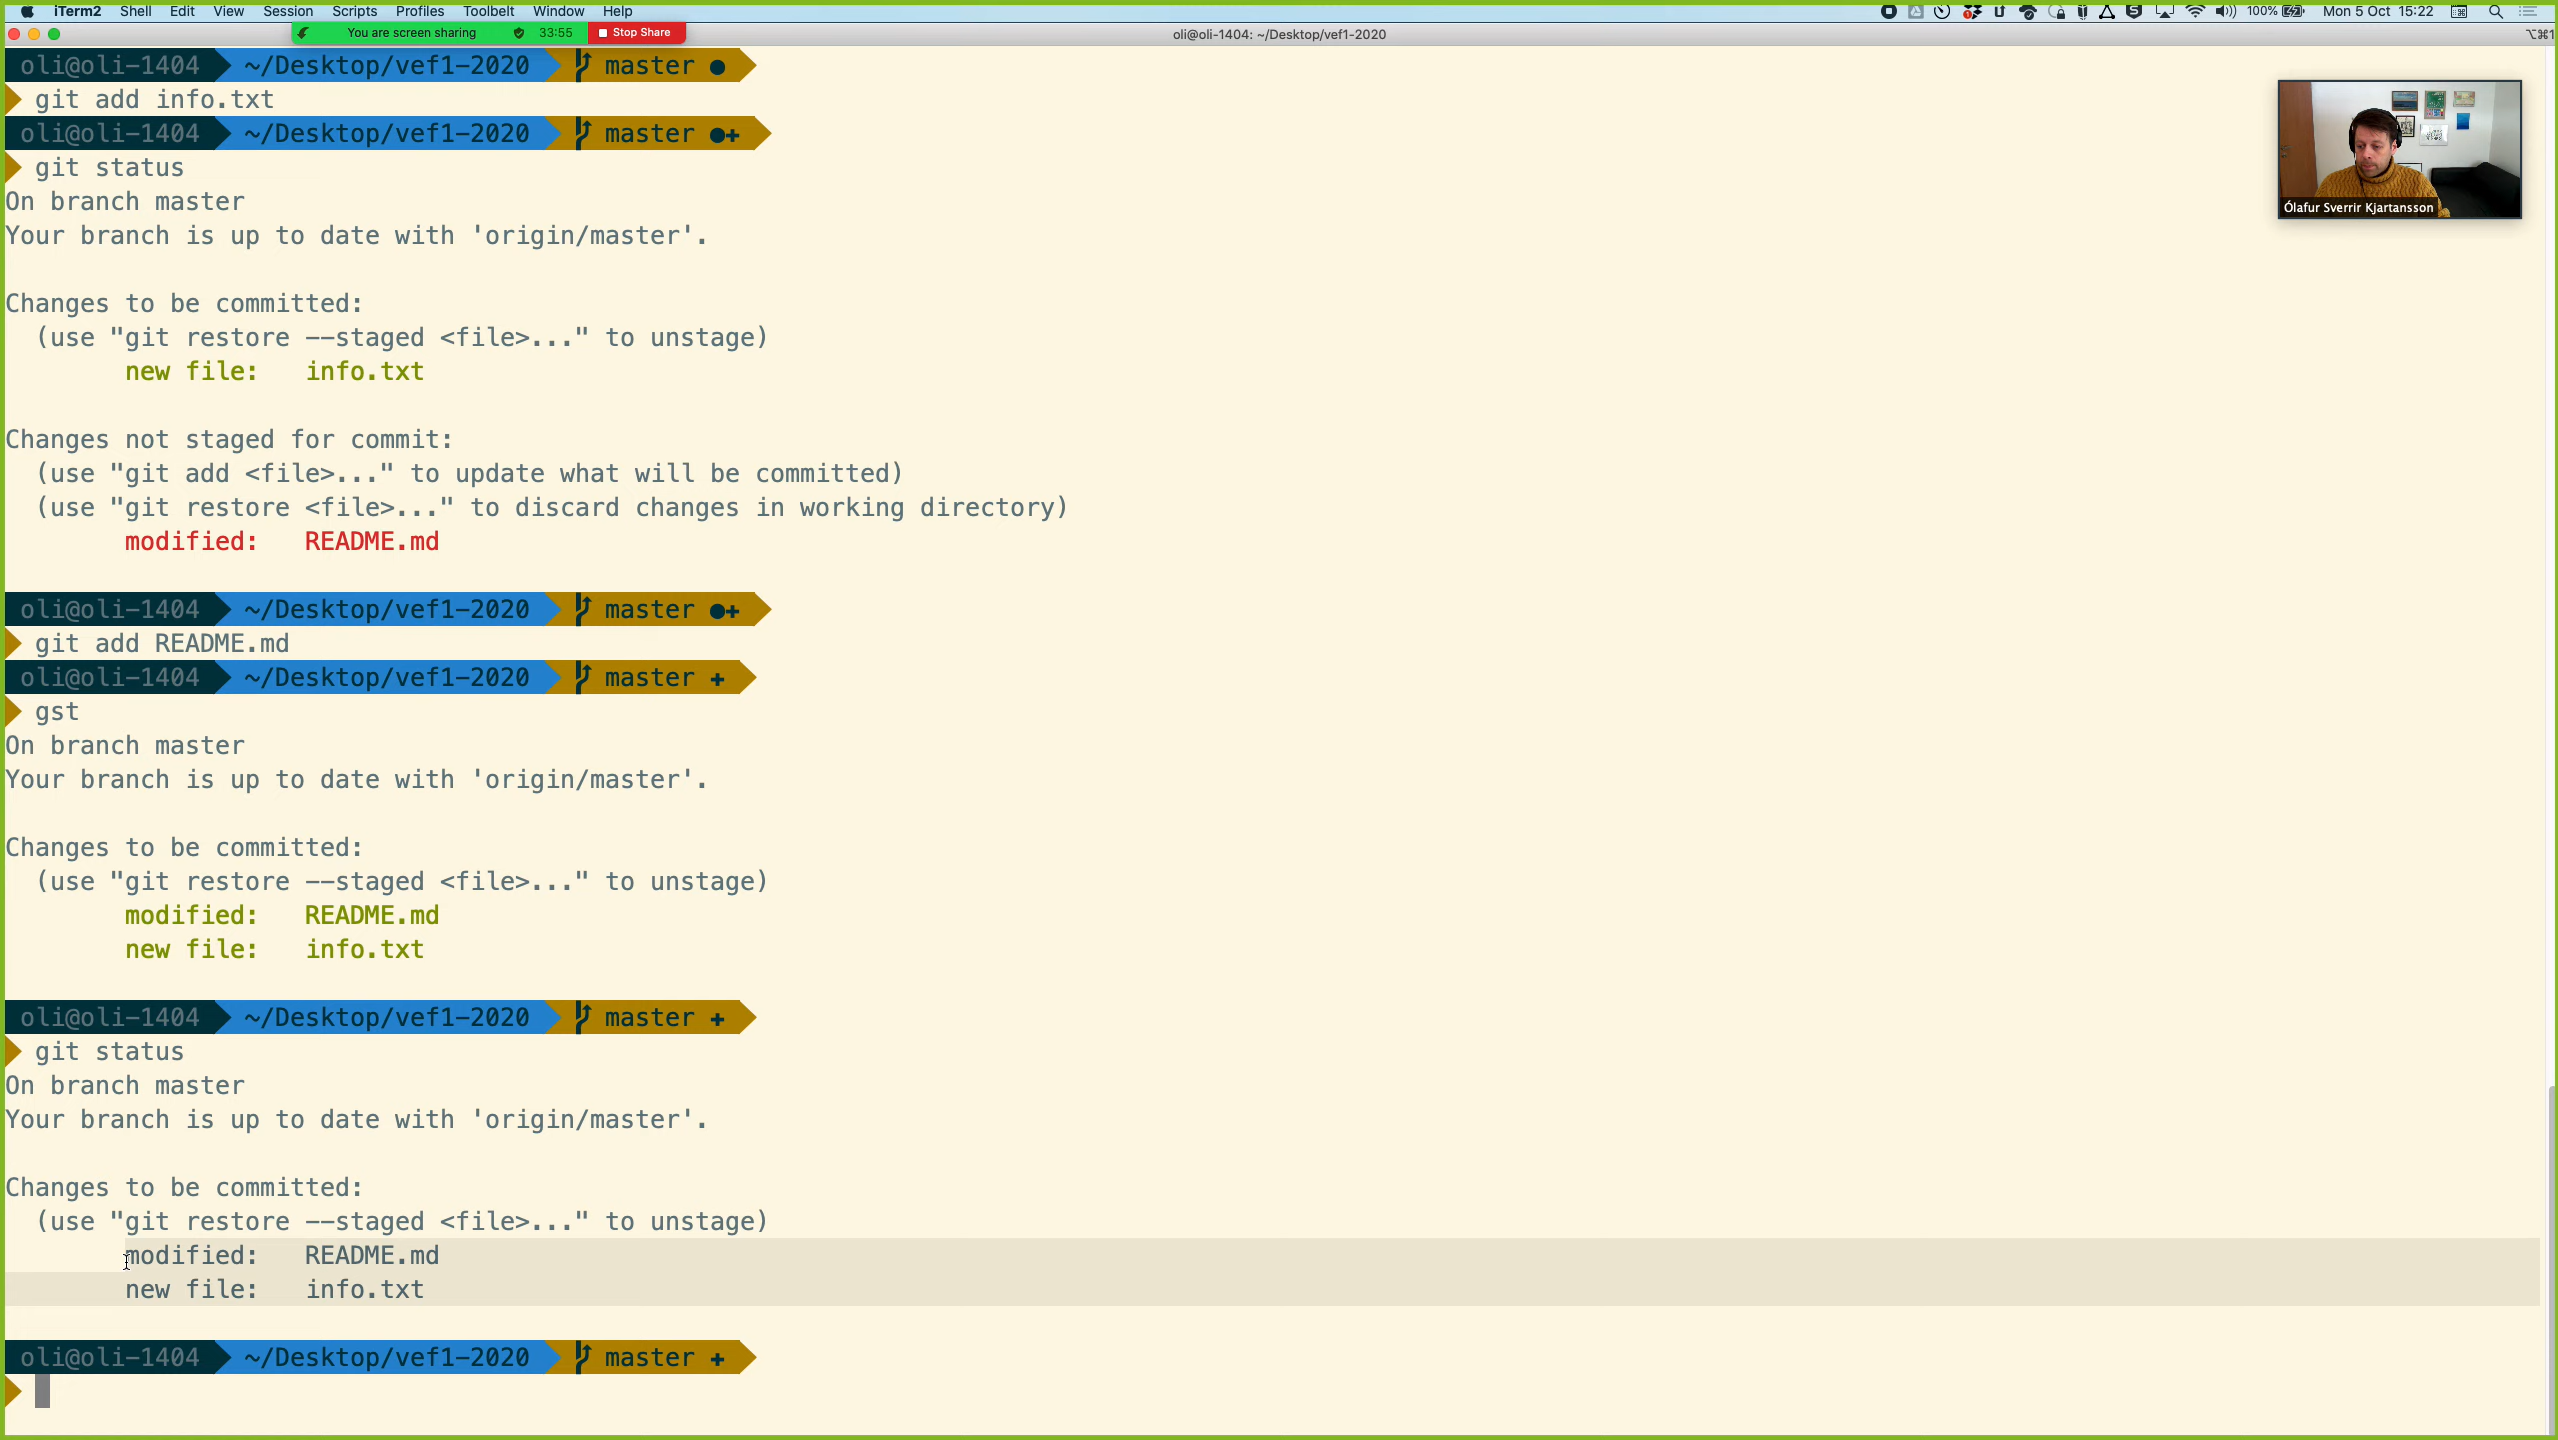 iTerm2 Shell Edit View Session Scripts Profiles Toolbelt Window Help 100% Mon 5 Oct 15:22
You are screen sharing 33:55 Stop Share
oli@oli-1404: ~/Desktop/vef1-2020 ⌥⌘1
oli@oli-1404 ~/Desktop/vef1-2020 master ●
git add info.txt
oli@oli-1404 ~/Desktop/vef1-2020 master ●+
git status
On branch master
Your branch is up to date with 'origin/master'.
Changes to be committed:
(use "git restore --staged <file>..." to unstage)
new file: info.txt
Changes not staged for commit:
(use "git add <file>..." to update what will be committed)
(use "git restore <file>..." to discard changes in working directory)
modified: README.md
oli@oli-1404 ~/Desktop/vef1-2020 master ●+
git add README.md
oli@oli-1404 ~/Desktop/vef1-2020 master +
gst
On branch master
Your branch is up to date with 'origin/master'.
Changes to be committed:
(use "git restore --staged <file>..." to unstage)
modified: README.md
new file: info.txt
oli@oli-1404 ~/Desktop/vef1-2020 master +
git status
On branch master
Your branch is up to date with 'origin/master'.
Changes to be committed:
(use "git restore --staged <file>..." to unstage)
modified: README.md
new file: info.txt
oli@oli-1404 ~/Desktop/vef1-2020 master +
Ólafur Sverrir Kjartansson